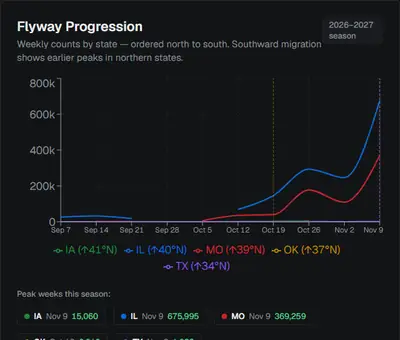 Flyway Progression
2026–2027
season
Weekly counts by state — ordered north to south. Southward migration
shows earlier peaks in northern states.
800k
600k
400k
200k
0
Sep 7 Sep 14 Sep 21 Sep 28 Oct 5 Oct 12 Oct 19 Oct 26 Nov 2 Nov 9
IA (↑41°N) IL (↑40°N) MO (↑39°N) OK (↑37°N)
TX (↑34°N)
Peak weeks this season:
IA Nov 9 15,060 IL Nov 9 675,995 MO Nov 9 369,259